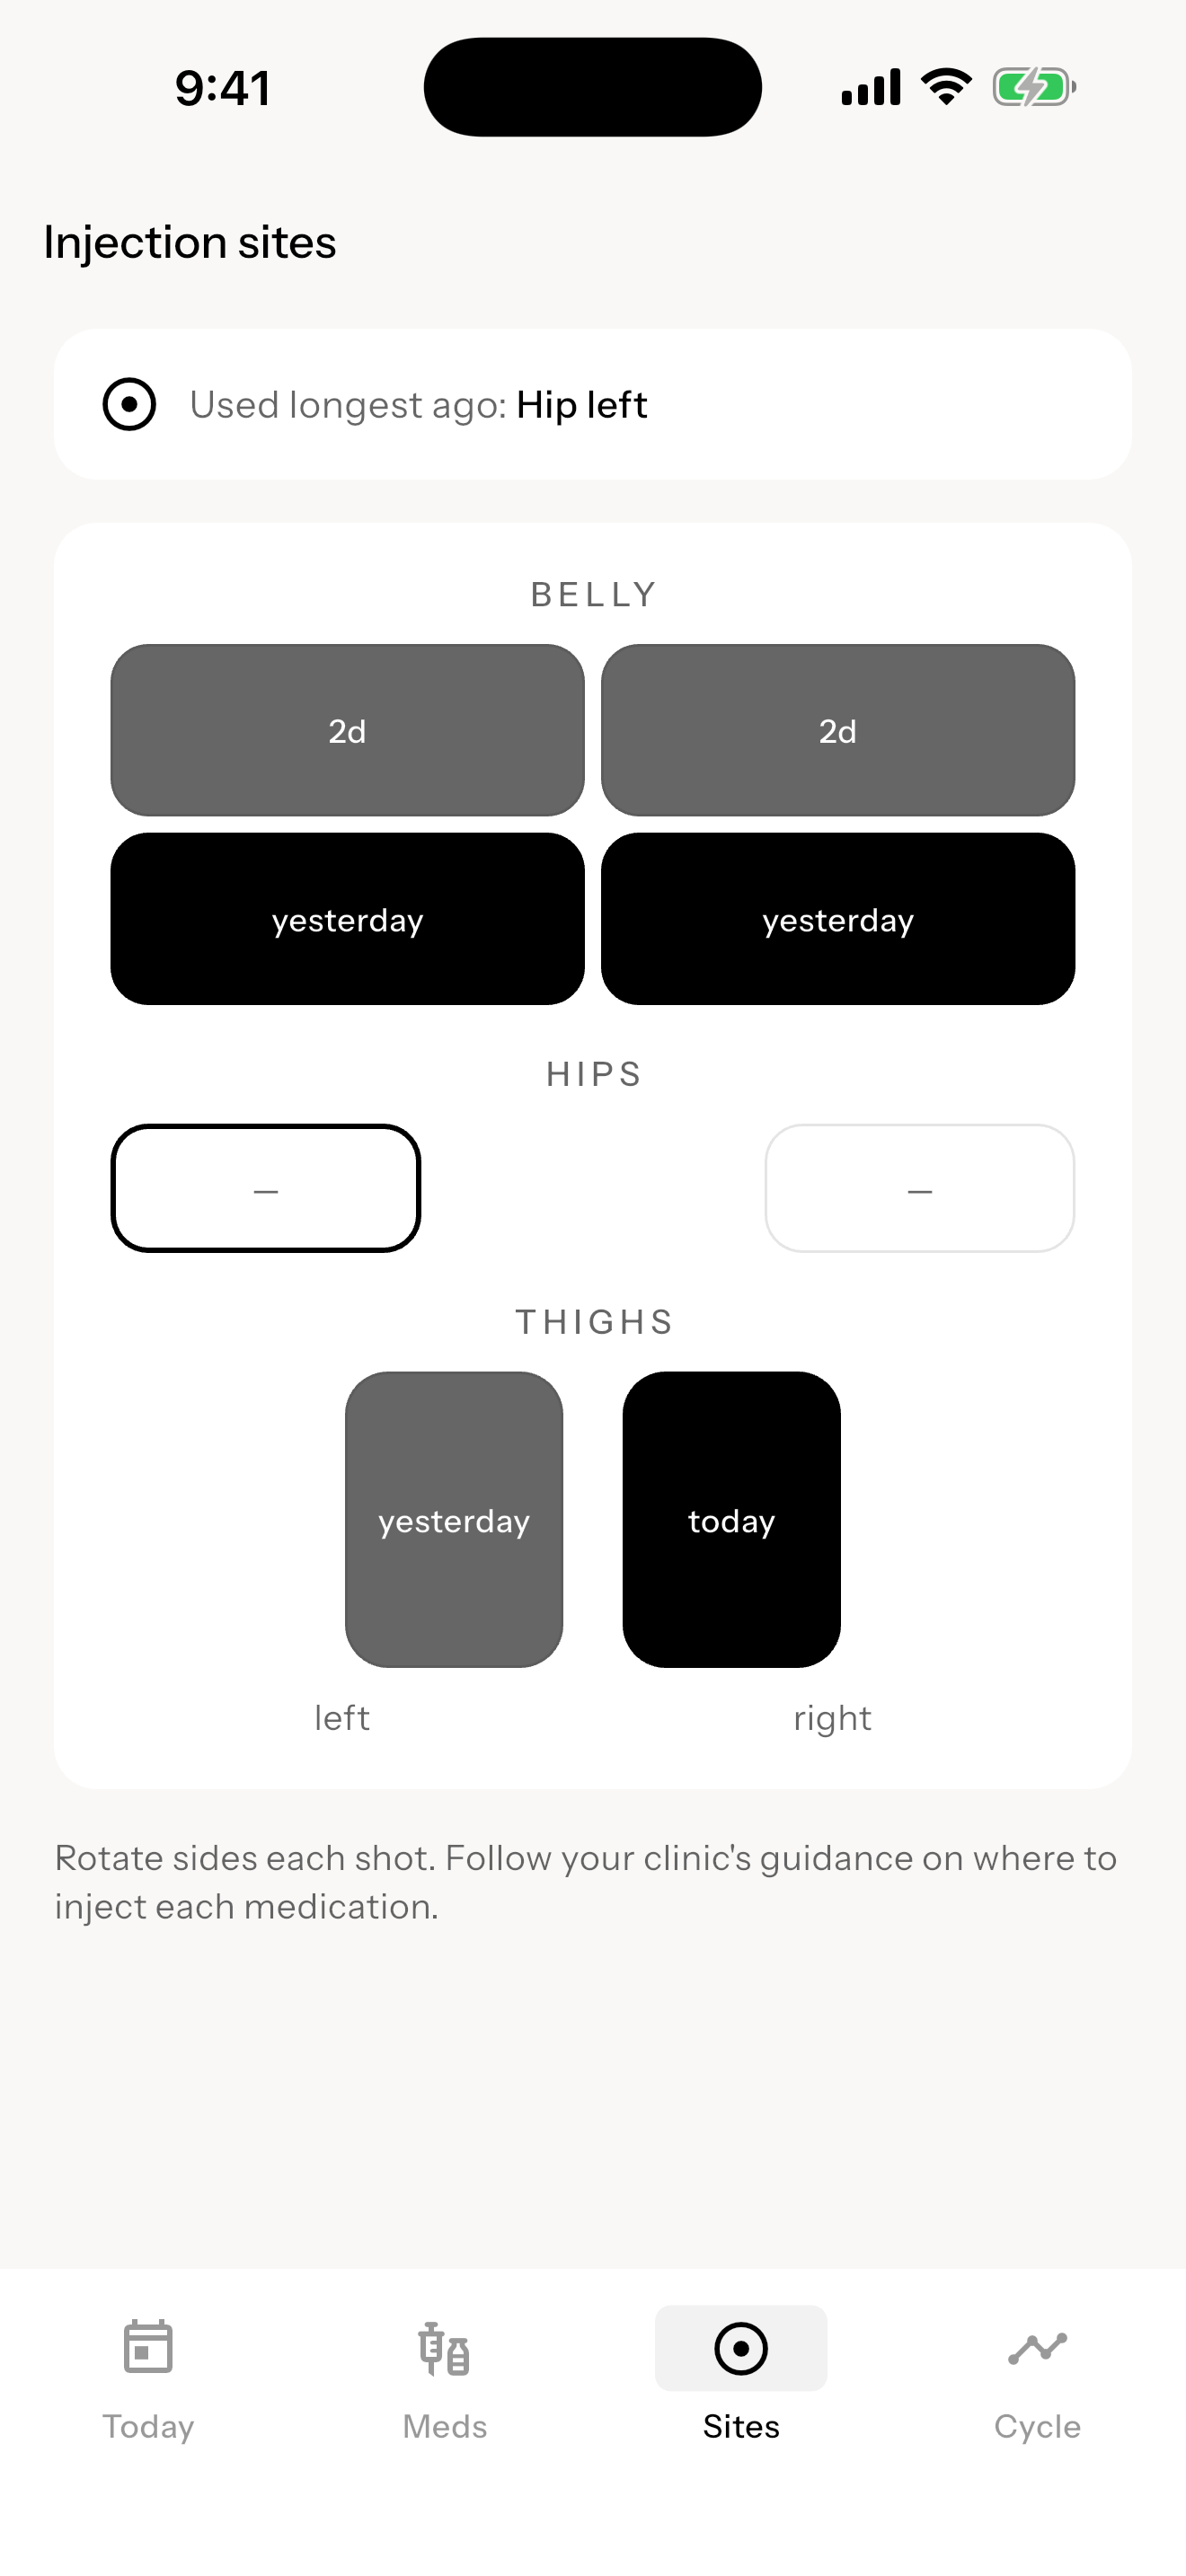 9:41
Injection sites
Used longest ago: Hip left
BELLY
2d 2d
yesterday yesterday
HIPS
— —
THIGHS
yesterday today
left right
Rotate sides each shot. Follow your clinic's guidance on where to
inject each medication.
Today Meds Sites Cycle